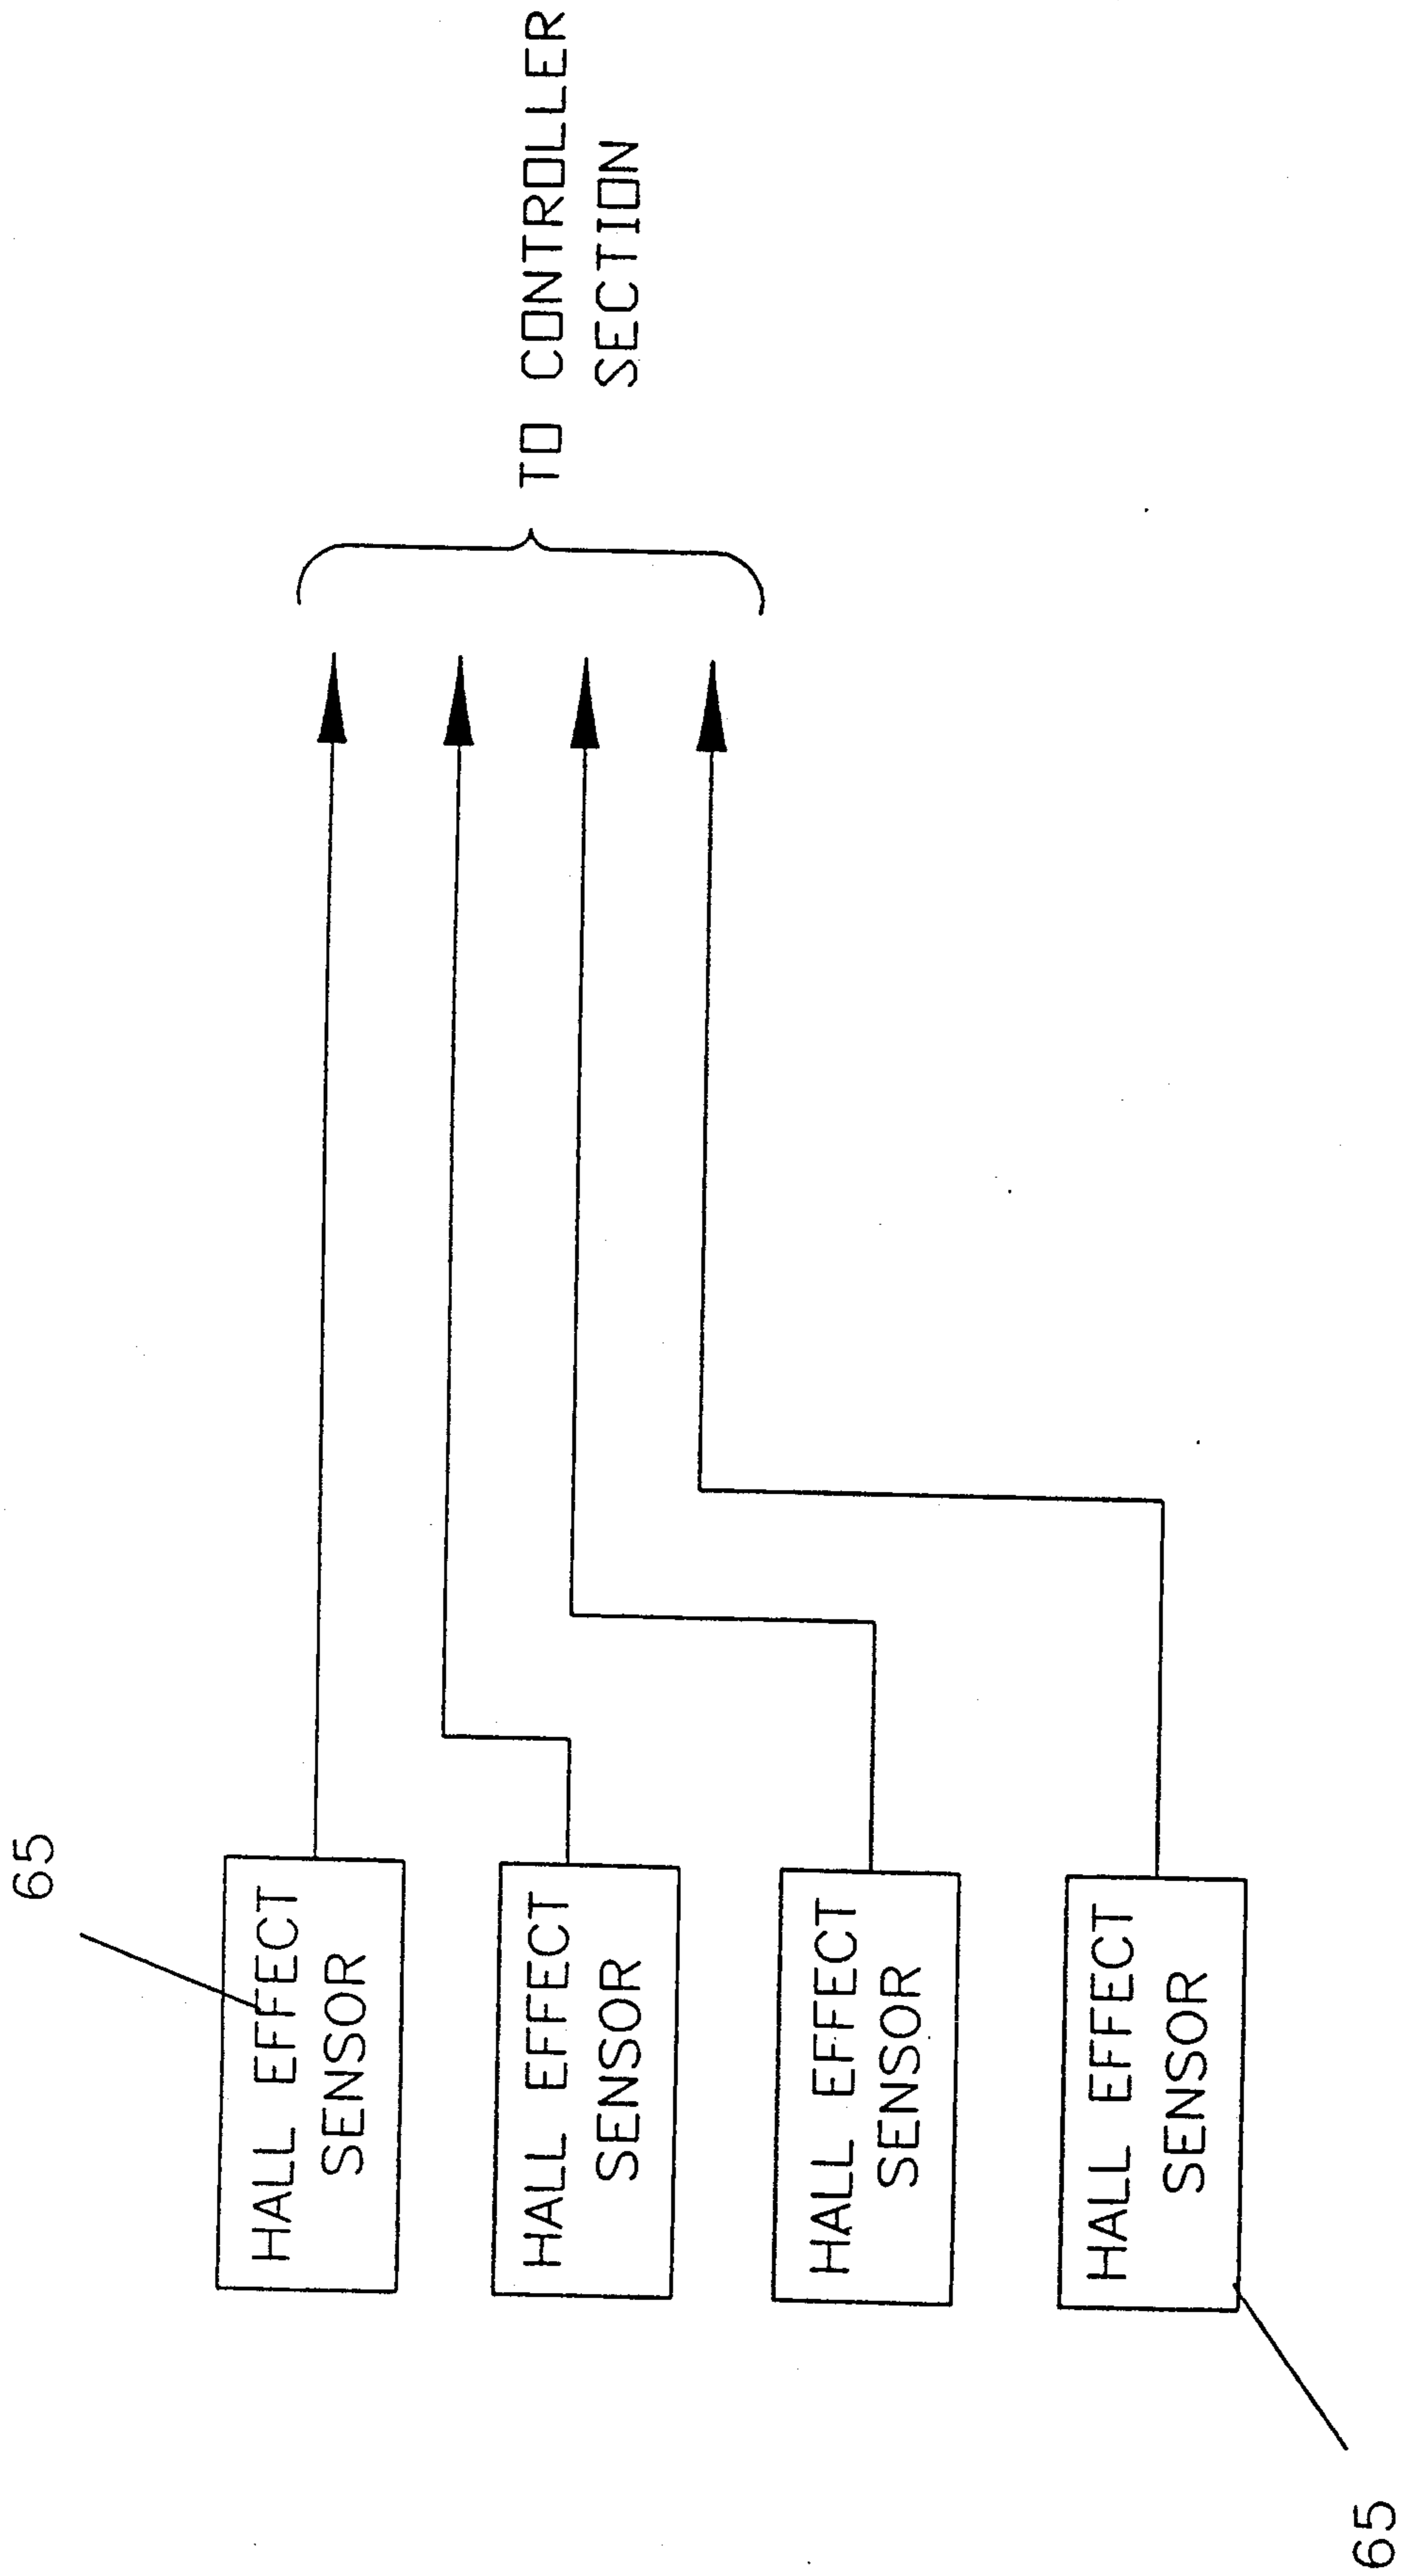 65
HALL EFFECT
SENSOR
HALL EFFECT
SENSOR
HALL EFFECT
SENSOR
HALL EFFECT
SENSOR
65
TO CONTROLLER
SECTION